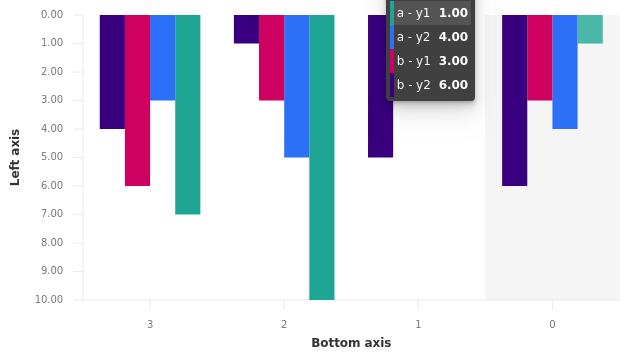 a - y1 1.00
a - y2 4.00
b - y1 3.00
b - y2 6.00
0.00
1.00
2.00
3.00
4.00
5.00
6.00
7.00
8.00
9.00
10.00
Left axis
3 2 1 0
Bottom axis